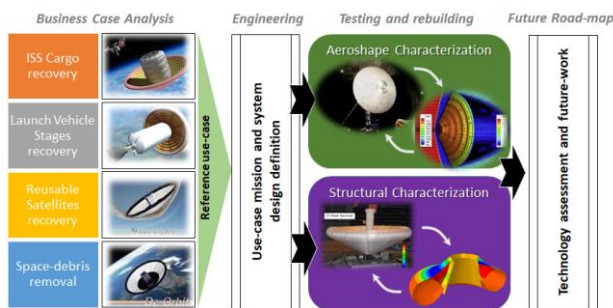 Business Case Analysis
Engineering
Testing and rebuilding
Future Road-map
ISS Cargo
recovery
Launch Vehicle
Stages
recovery
Reusable
Satellites
recovery
Space-debris
removal
De-Orbit
Reference use-case
Use-case mission and system
design definition
Aeroshape Characterization
Structural Characterization
Technology assessment and future-work